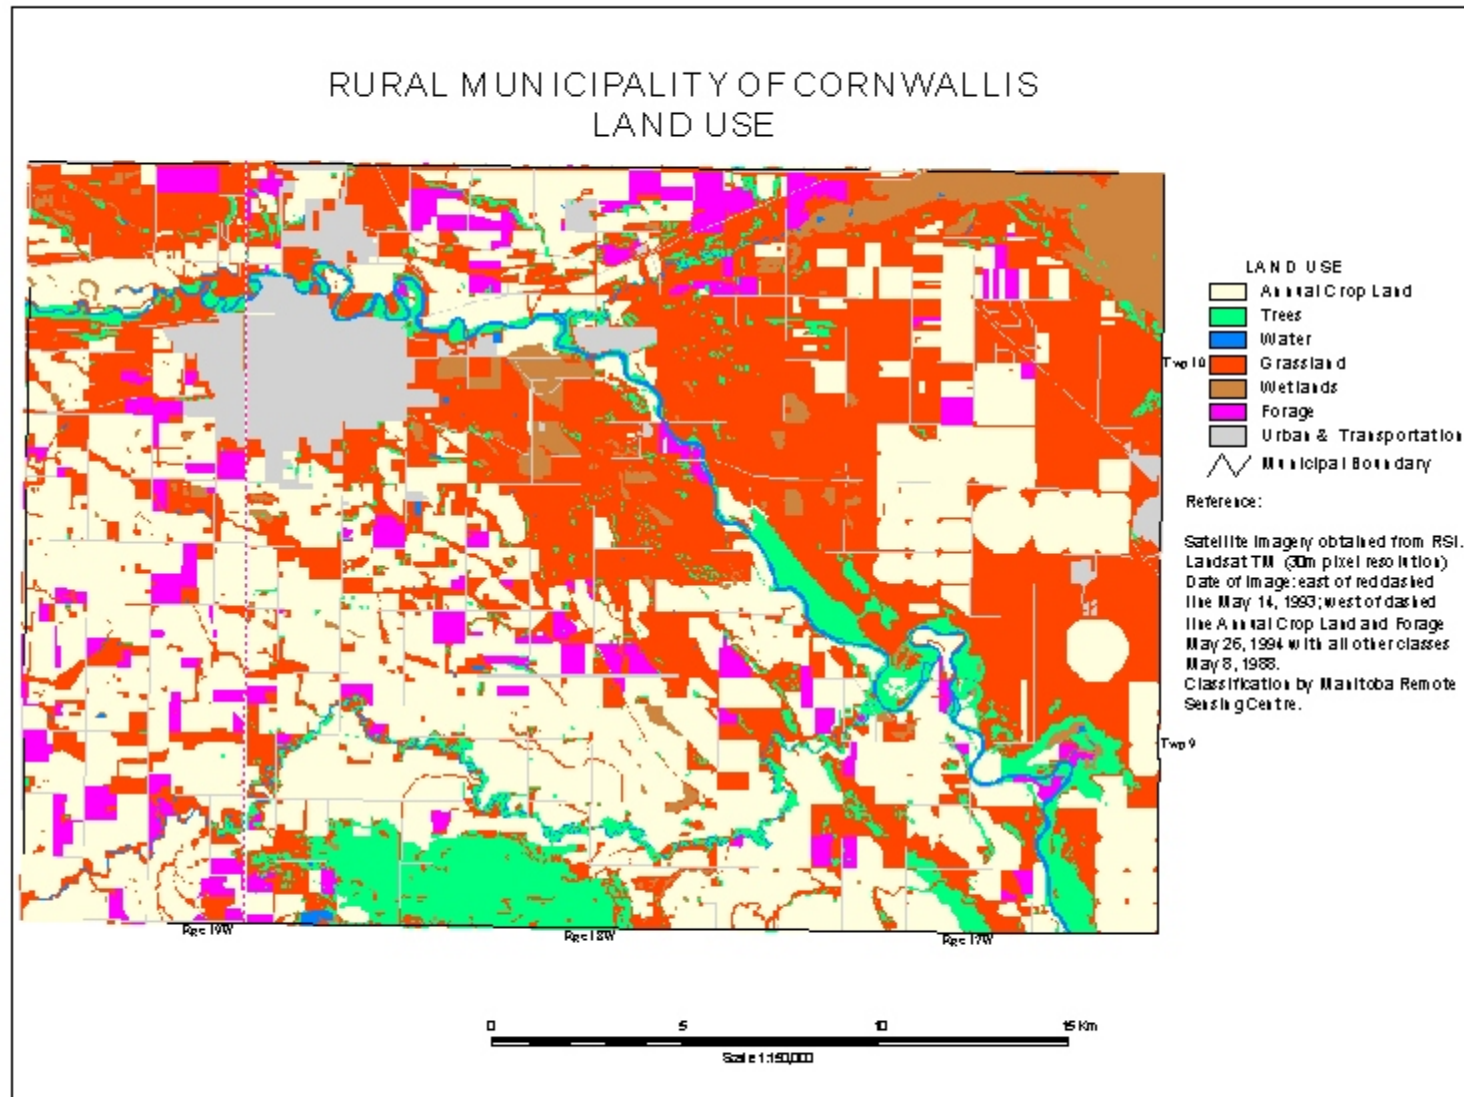 RURAL MUNICIPALITY OF CORNWALLIS
LAND USE
LAND USE
Annual Crop Land
Trees
Water
Grassland
Wetlands
Forage
Urban & Transportation
Municipal Boundary
Twp 10
Reference:
Satellite Imagery obtained from RSI.
Landsat TM (30m pixel resolution)
Date of Image: east of red dashed
line May 14, 1993; west of dashed
line Annual Crop Land and Forage
May 26, 1994 with all other classes
May 8, 1988.
Classification by Manitoba Remote
Sensing Centre.
Twp 9
Rge 19W
Rge 18W
Rge 17W
0 5 10 15 Km
Scale 1:150,000